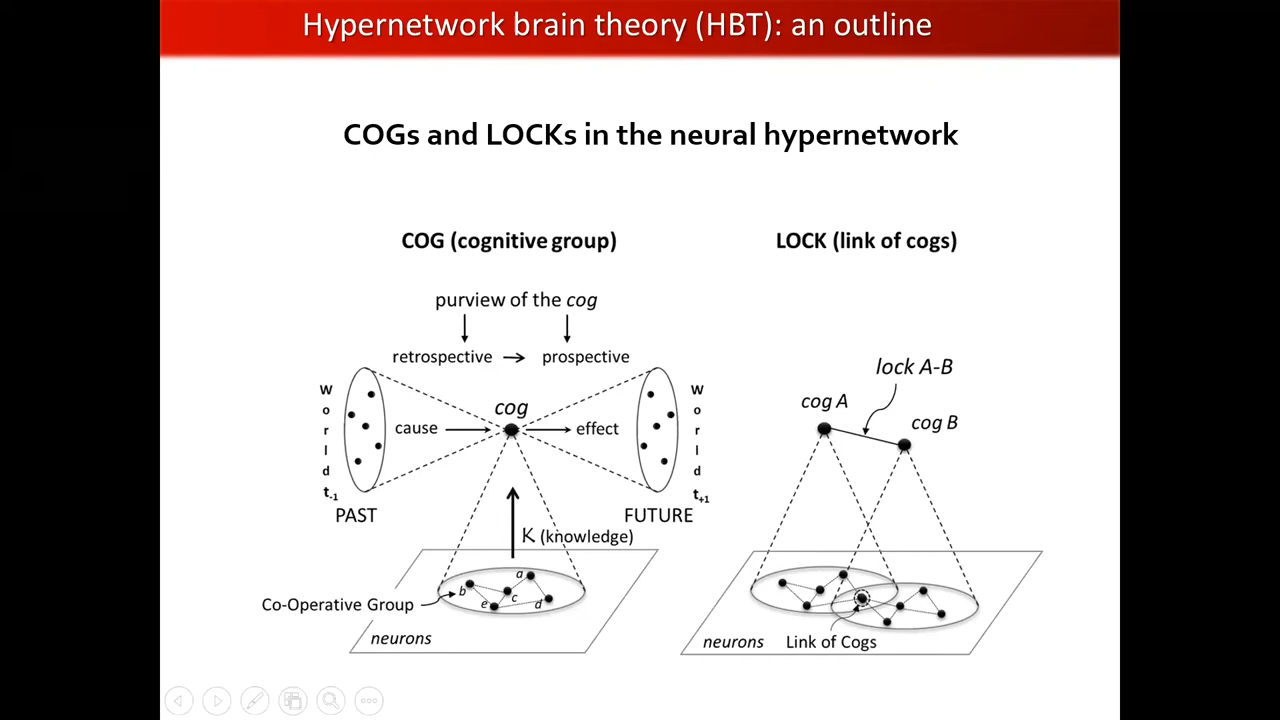 Hypernetwork brain theory (HBT): an outline
COGs and LOCKs in the neural hypernetwork
COG (cognitive group)
purview of the cog
retrospective → prospective
World t-1
cause
cog
effect
World t+1
PAST
FUTURE
K (knowledge)
a
b
c
d
e
Co-Operative Group
neurons
LOCK (link of cogs)
lock A-B
cog A
cog B
neurons
Link of Cogs